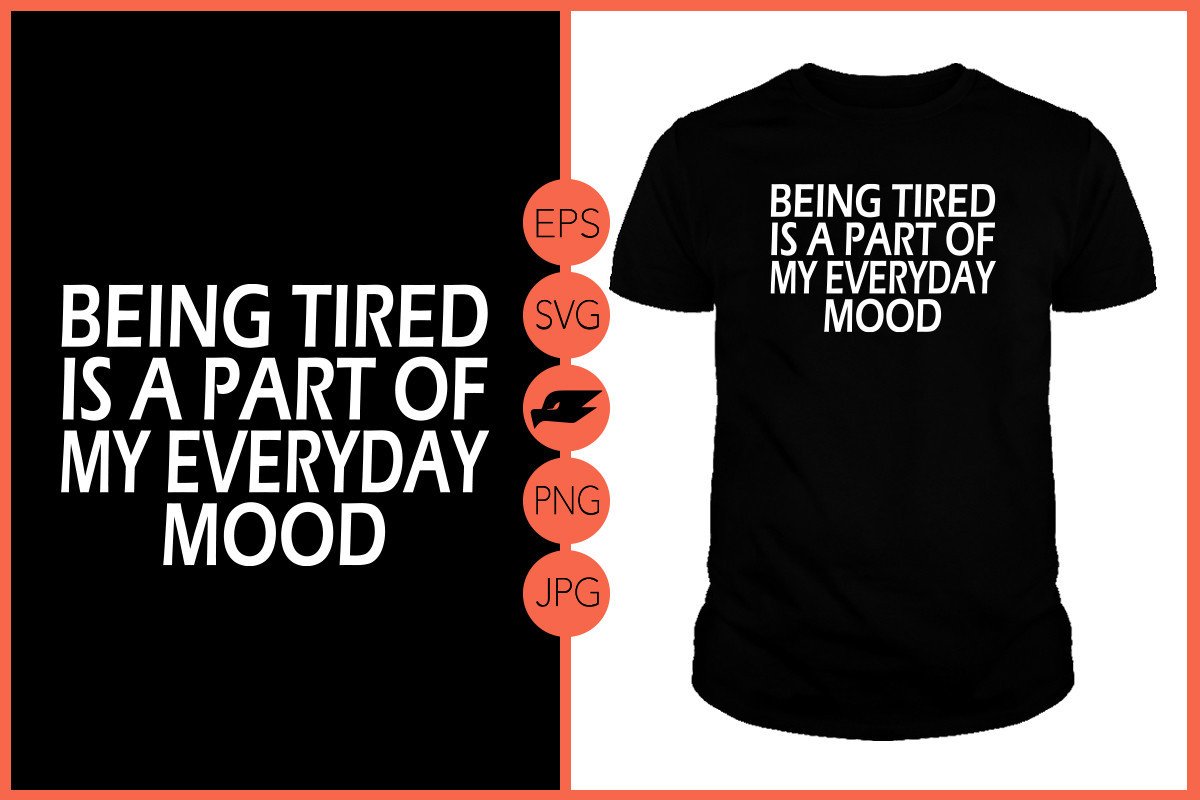 BEING TIRED
IS A PART OF
MY EVERYDAY
MOOD
EPS
SVG
PNG
JPG
BEING TIRED
IS A PART OF
MY EVERYDAY
MOOD